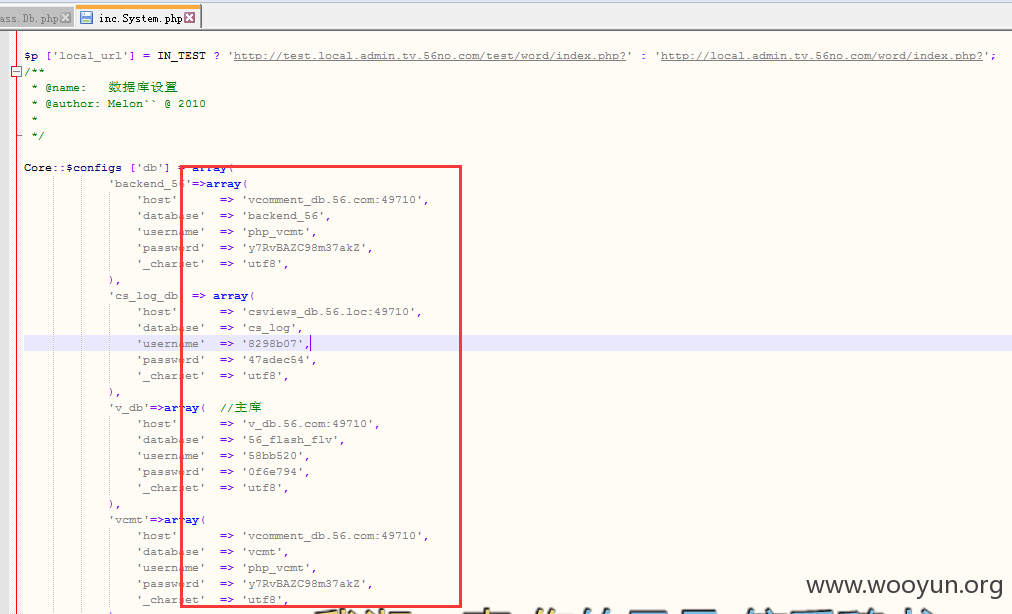 ass.Db.php
inc.System.php
$p ['local_url'] = IN_TEST ? 'http://test.local.admin.tv.56no.com/test/word/index.php?' : 'http://local.admin.tv.56no.com/word/index.php?';
/**
* @name: 数据库设置
* @author: Melon`` @ 2010
*
*/
Core::$configs ['db'] = array(
'backend_56'=>array(
'host' => 'vcomment_db.56.com:49710',
'database' => 'backend_56',
'username' => 'php_vcmt',
'password' => 'y7RvBAZC98m37akZ',
'_charset' => 'utf8',
),
'cs_log_db' => array(
'host' => 'csviews_db.56.loc:49710',
'database' => 'cs_log',
'username' => '8298b07',
'password' => '47adec54',
'_charset' => 'utf8',
),
'v_db'=>array( //主库
'host' => 'v_db.56.com:49710',
'database' => '56_flash_flv',
'username' => '58bb520',
'password' => '0f6e794',
'_charset' => 'utf8',
),
'vcmt'=>array(
'host' => 'vcomment_db.56.com:49710',
'database' => 'vcmt',
'username' => 'php_vcmt',
'password' => 'y7RvBAZC98m37akZ',
'_charset' => 'utf8',
www.wooyun.org